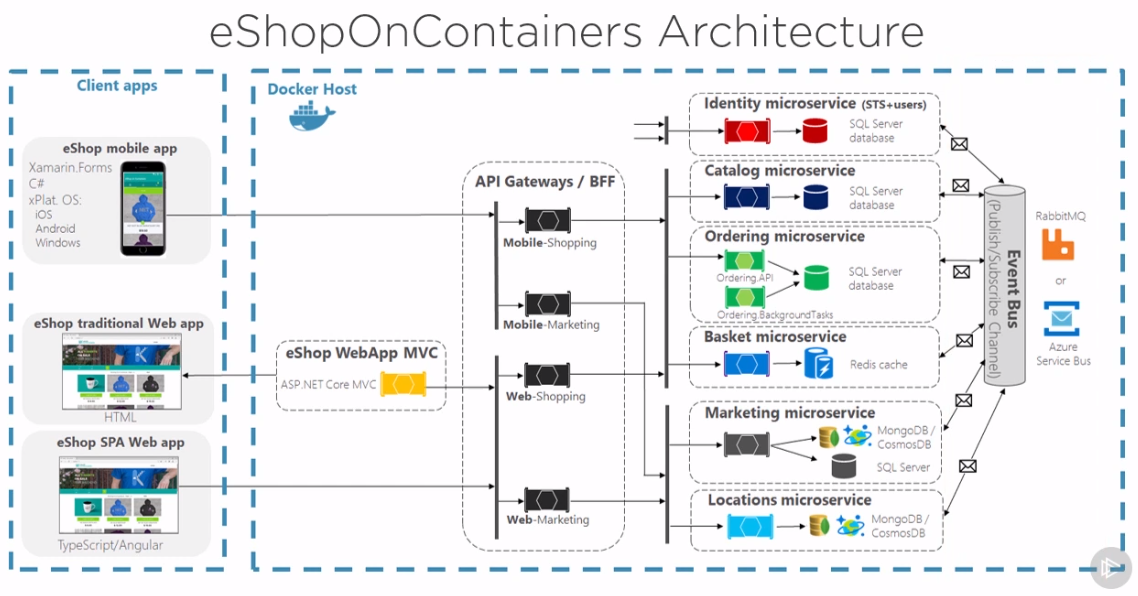 eShopOnContainers Architecture
Client apps
eShop mobile app
Xamarin.Forms
C#
xPlat. OS:
iOS
Android
Windows
eShop traditional Web app
HTML
eShop SPA Web app
TypeScript/Angular
Docker Host
eShop WebApp MVC
ASP.NET Core MVC
API Gateways / BFF
Mobile-Shopping
Mobile-Marketing
Web-Shopping
Web-Marketing
Identity microservice (STS+users)
SQL Server
database
Catalog microservice
SQL Server
database
Ordering microservice
Ordering.API
SQL Server
database
Ordering.BackgroundTasks
Basket microservice
Redis cache
Marketing microservice
MongoDB /
CosmosDB
SQL Server
Locations microservice
MongoDB /
CosmosDB
Event Bus
(Publish/Subscribe Channel)
RabbitMQ
or
Azure
Service Bus